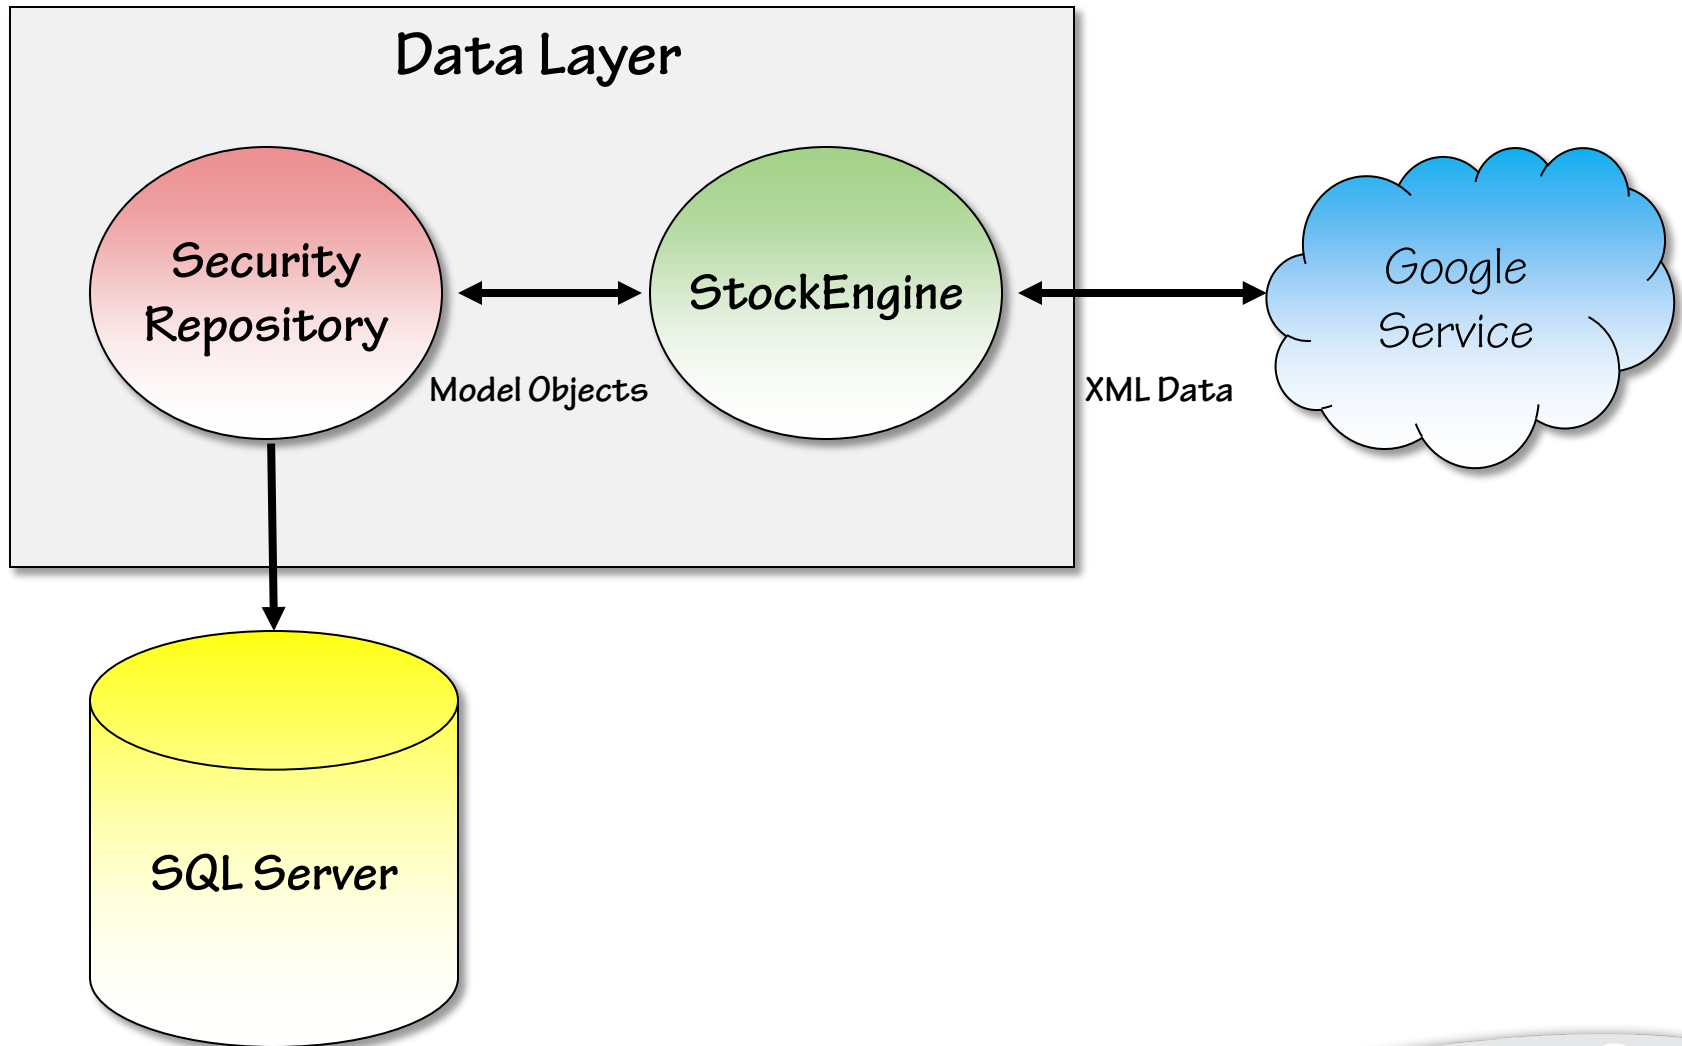 Data Layer
Security
Repository
StockEngine
Google
Service
Model Objects
XML Data
SQL Server